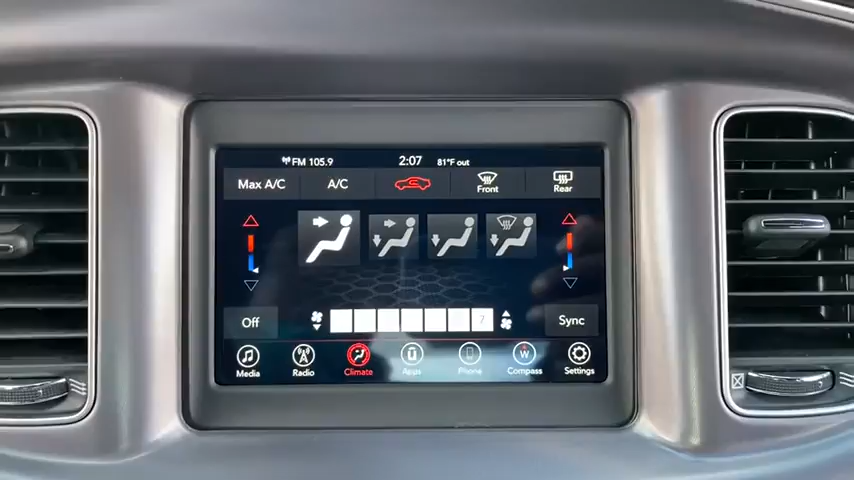 FM 105.9 2:07 81°F out
Max A/C A/C Front Rear
Off 7 Sync
Media Radio Climate Apps Phone Compass Settings
W